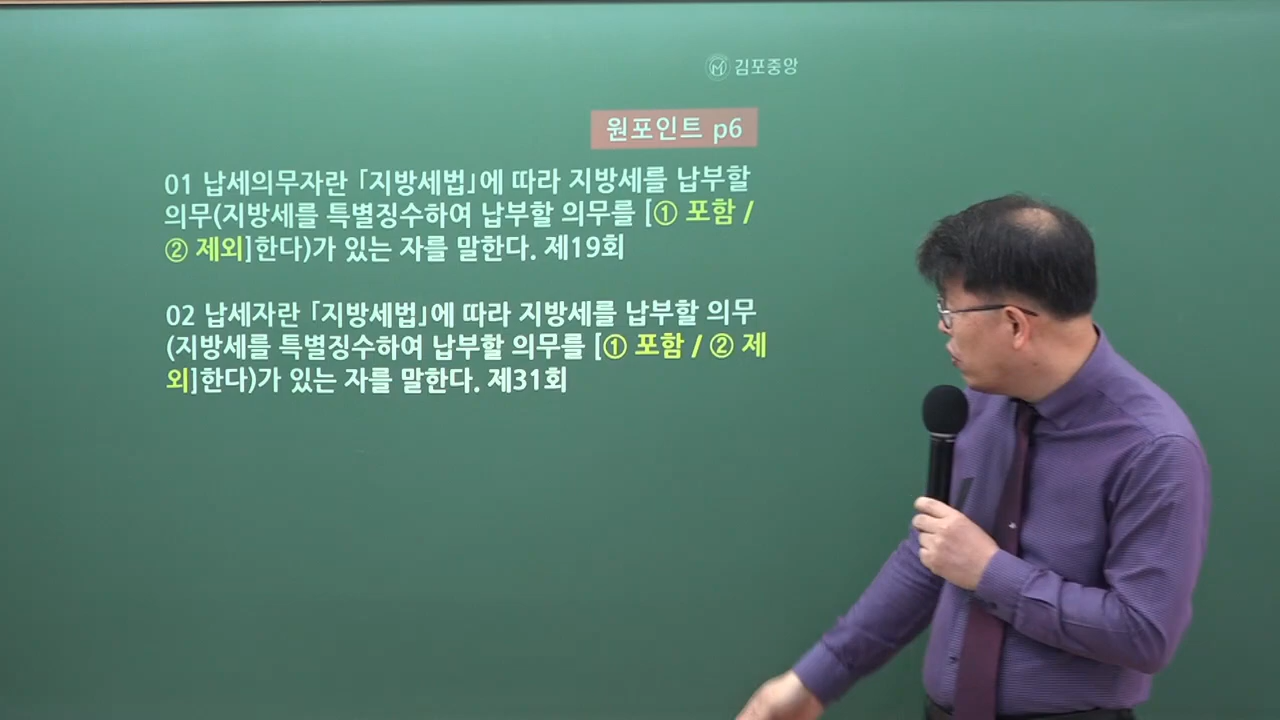 김포중앙
원포인트 p6
01 납세의무자란 ｢지방세법｣에 따라 지방세를 납부할
의무(지방세를 특별징수하여 납부할 의무를 [① 포함 /
② 제외]한다)가 있는 자를 말한다. 제19회
02 납세자란 ｢지방세법｣에 따라 지방세를 납부할 의무
(지방세를 특별징수하여 납부할 의무를 [① 포함 / ② 제
외]한다)가 있는 자를 말한다. 제31회